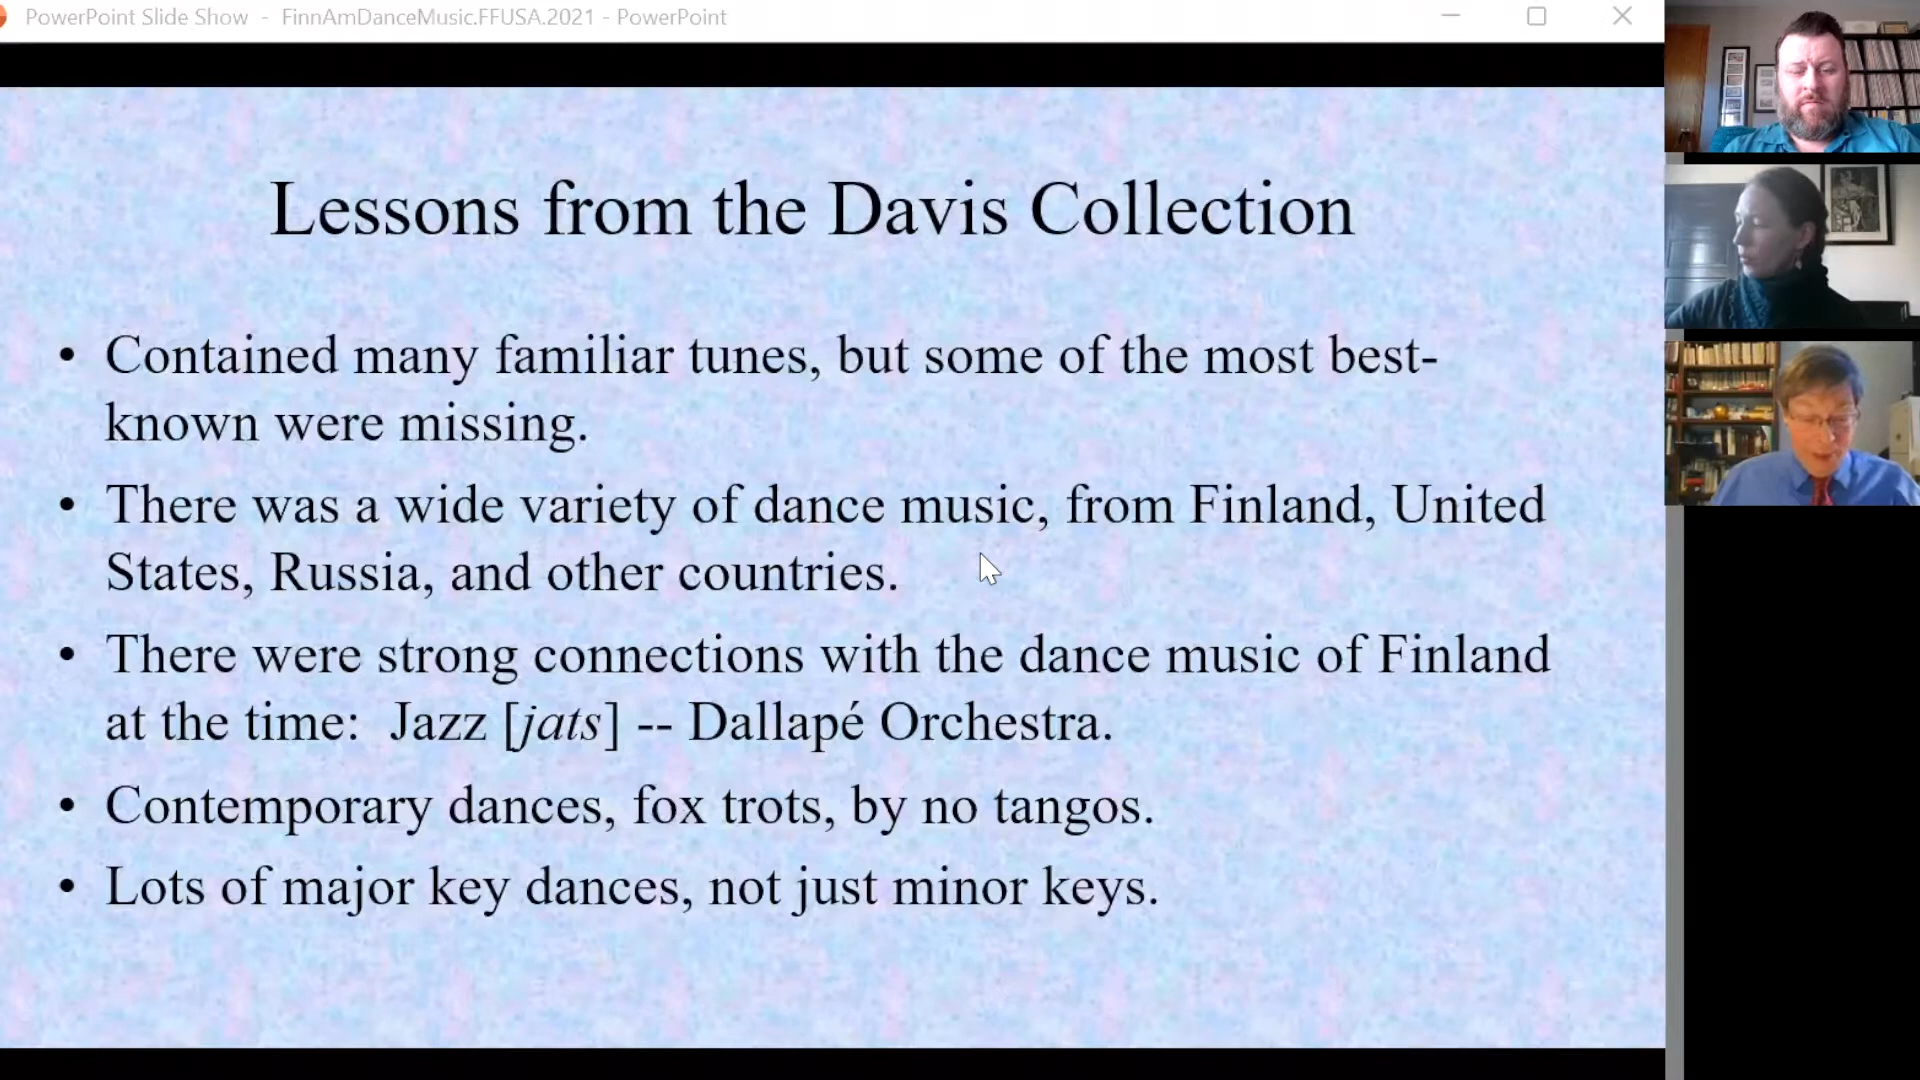 PowerPoint Slide Show - FinnAmDanceMusic.FFUSA.2021 - PowerPoint
Lessons from the Davis Collection
• Contained many familiar tunes, but some of the most best-
known were missing.
• There was a wide variety of dance music, from Finland, United
States, Russia, and other countries.
• There were strong connections with the dance music of Finland
at the time: Jazz [jats] -- Dallapé Orchestra.
• Contemporary dances, fox trots, by no tangos.
• Lots of major key dances, not just minor keys.